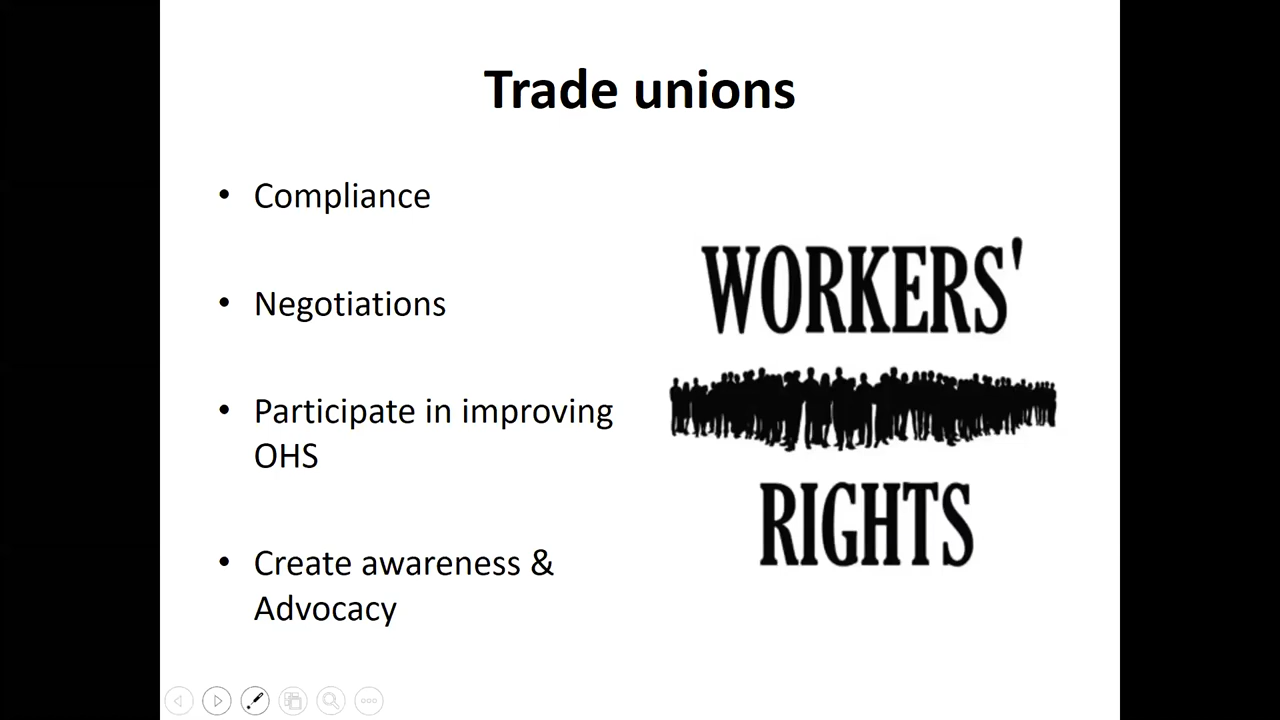 Trade unions
• Compliance
• Negotiations
• Participate in improving
OHS
• Create awareness &
Advocacy
WORKERS'
RIGHTS